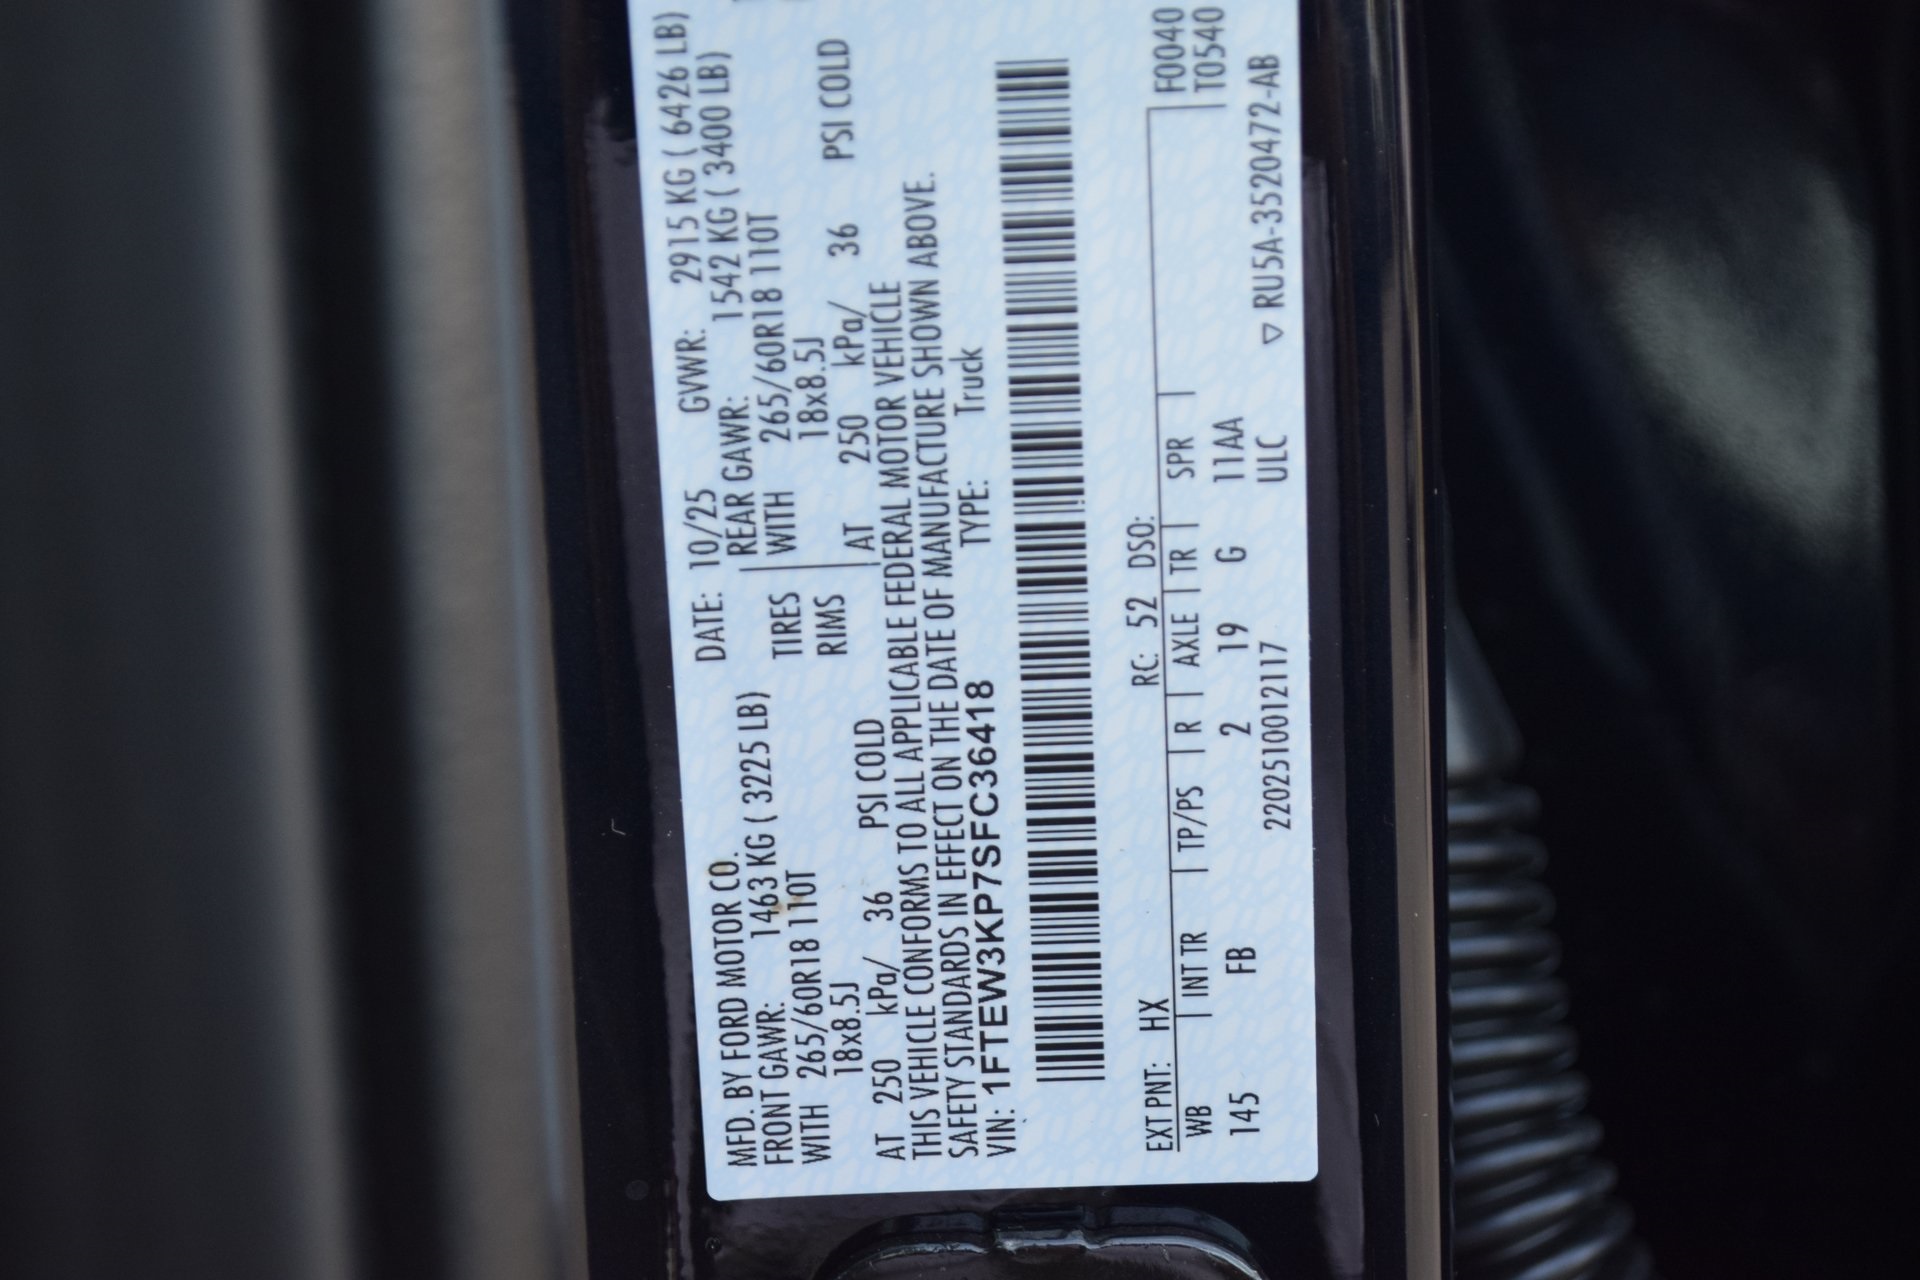 MFD. BY FORD MOTOR CO. DATE: 10/25 GVWR: 2915 KG ( 6426 LB)
FRONT GAWR: 1463 KG ( 3225 LB) REAR GAWR: 1542 KG ( 3400 LB)
WITH 265/60R18 110T TIRES WITH 265/60R18 110T
18x8.5J RIMS 18x8.5J
AT 250 kPa/ 36 PSI COLD AT 250 kPa/ 36 PSI COLD
THIS VEHICLE CONFORMS TO ALL APPLICABLE FEDERAL MOTOR VEHICLE
SAFETY STANDARDS IN EFFECT ON THE DATE OF MANUFACTURE SHOWN ABOVE.
VIN: 1FTEW3KP7SFC36418 TYPE: Truck
EXT PNT: HX RC: 52 DSO: F0040
WB INT TR TP/PS R AXLE TR SPR T0540
145 FB 2 19 G 11AA
2202510012117 ULC ▽ RU5A-3520472-AB